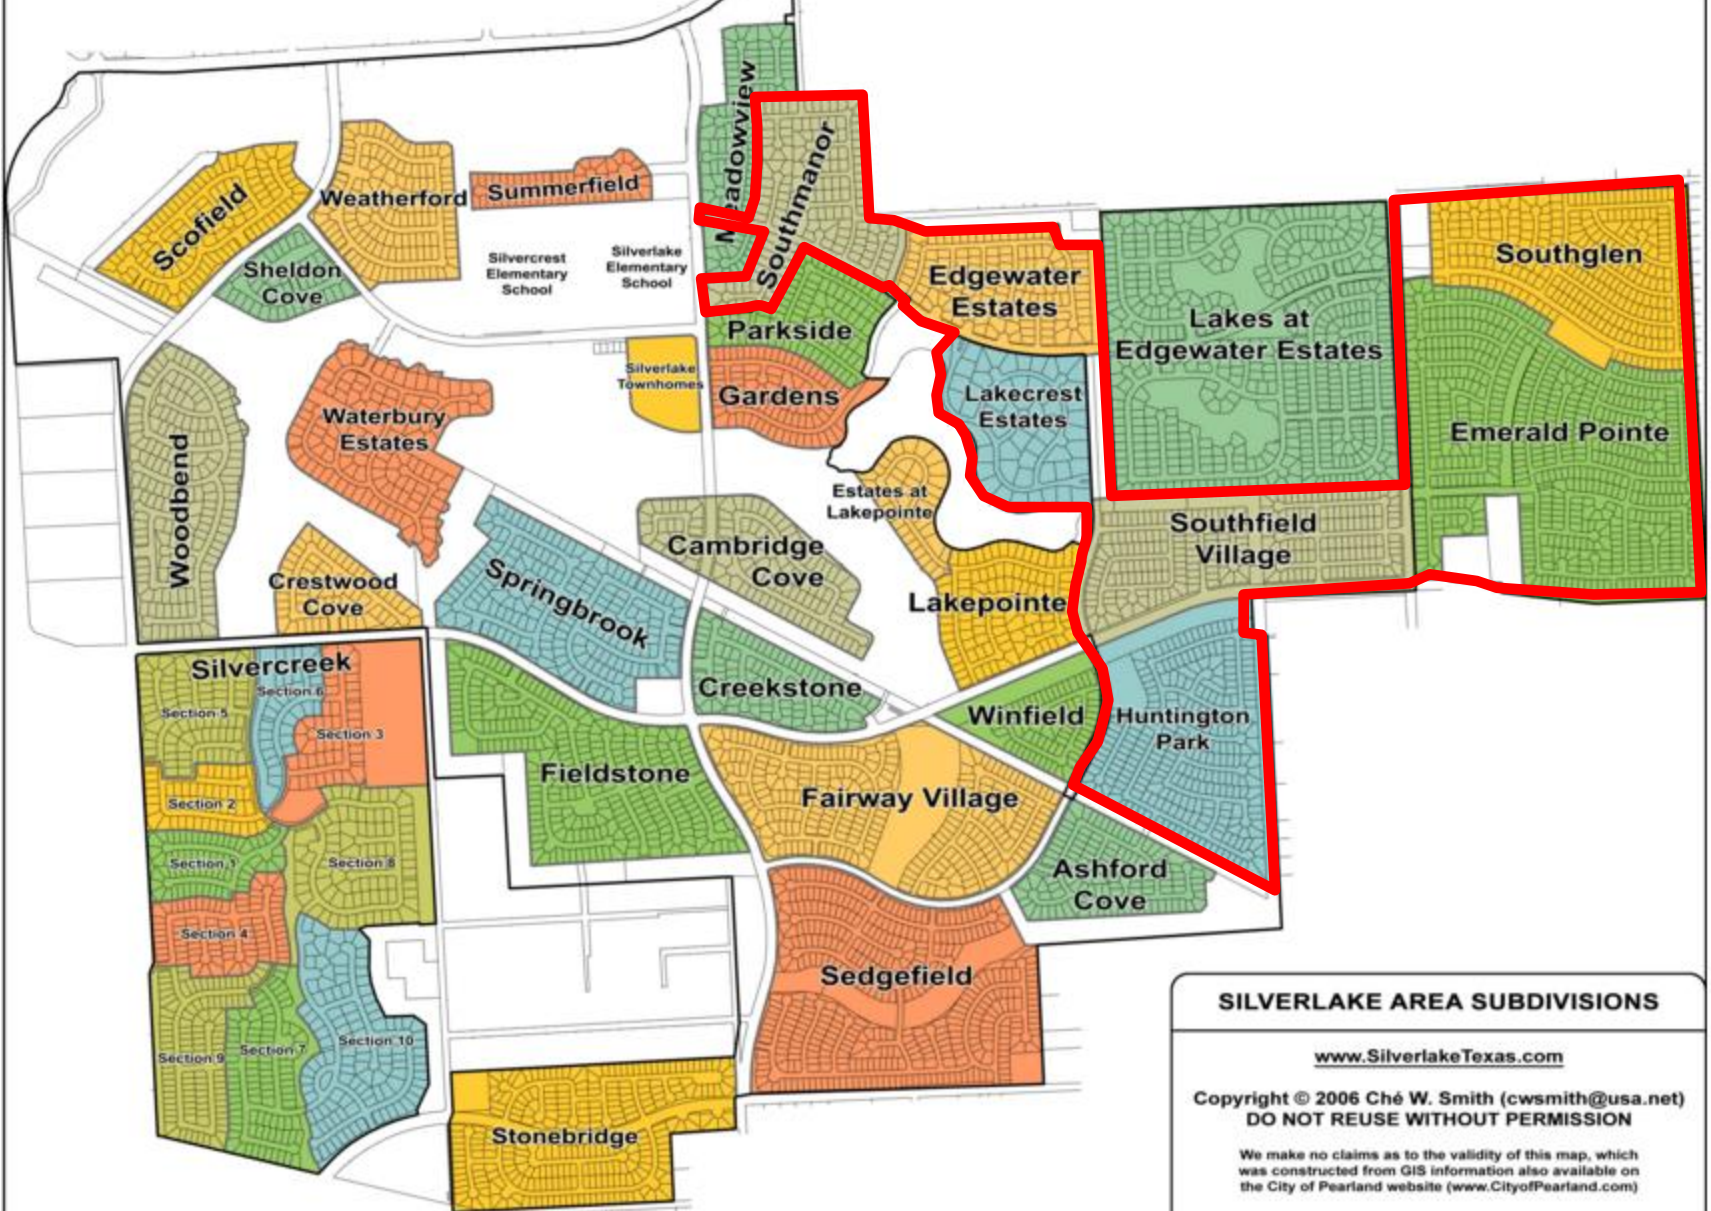 Meadowview
Southmanor
Scofield
Weatherford
Summerfield
Sheldon
Cove
Silvercrest
Elementary
School
Silverlake
Elementary
School
Edgewater
Estates
Lakes at
Edgewater Estates
Southglen
Emerald Pointe
Parkside
Gardens
Silverlake
Townhomes
Lakecrest
Estates
Waterbury
Estates
Woodbend
Estates at
Lakepointe
Southfield
Village
Cambridge
Cove
Crestwood
Cove
Springbrook
Lakepointe
Silvercreek
Section 6
Section 5
Section 3
Section 2
Section 1
Section 8
Section 4
Section 9
Section 7
Section 10
Creekstone
Winfield
Huntington
Park
Fieldstone
Fairway Village
Ashford
Cove
Sedgefield
Stonebridge
SILVERLAKE AREA SUBDIVISIONS
www.SilverlakeTexas.com
Copyright © 2006 Ché W. Smith (cwsmith@usa.net)
DO NOT REUSE WITHOUT PERMISSION
We make no claims as to the validity of this map, which
was constructed from GIS information also available on
the City of Pearland website (www.CityofPearland.com)